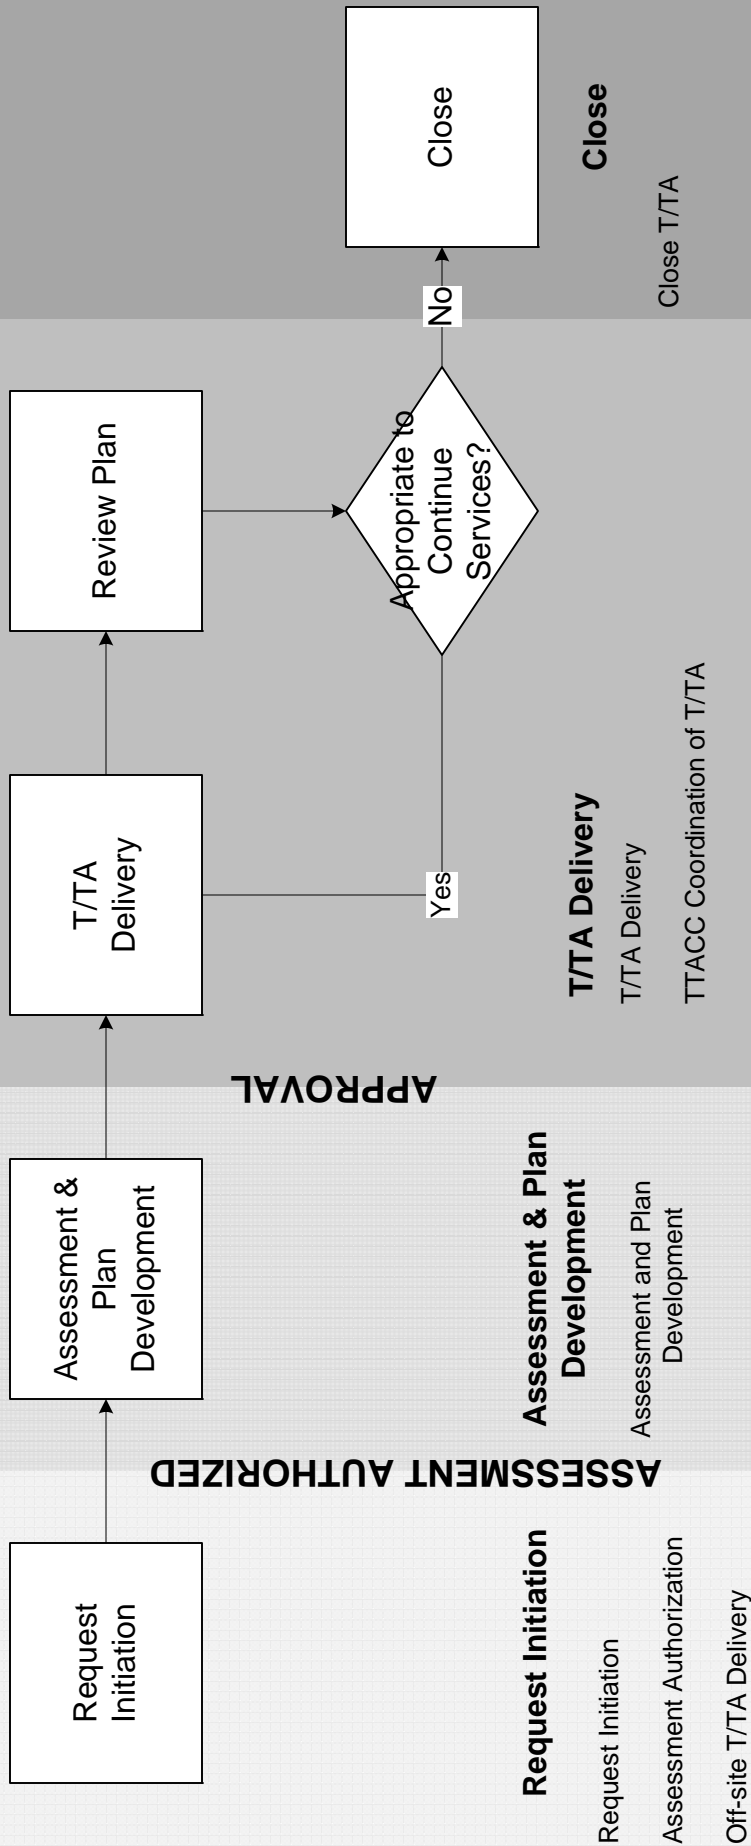 Request
Initiation
Assessment &
Plan
Development
T/TA
Delivery
Review Plan
Appropriate to
Continue
Services?
Yes
No
Close
ASSESSMENT AUTHORIZED
APPROVAL
Request Initiation
Request Initiation
Assessment Authorization
Off-site T/TA Delivery
Assessment & Plan
Development
Assessment and Plan
Development
T/TA Delivery
T/TA Delivery
TTACC Coordination of T/TA
Close
Close T/TA